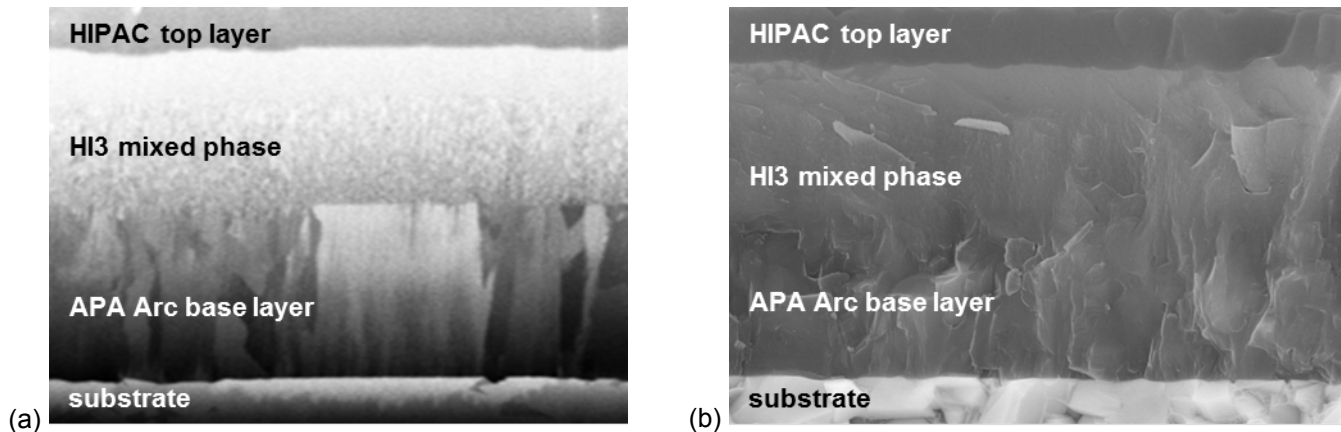 HIPAC top layer
HI3 mixed phase
APA Arc base layer
substrate
(a)
HIPAC top layer
HI3 mixed phase
APA Arc base layer
substrate
(b)